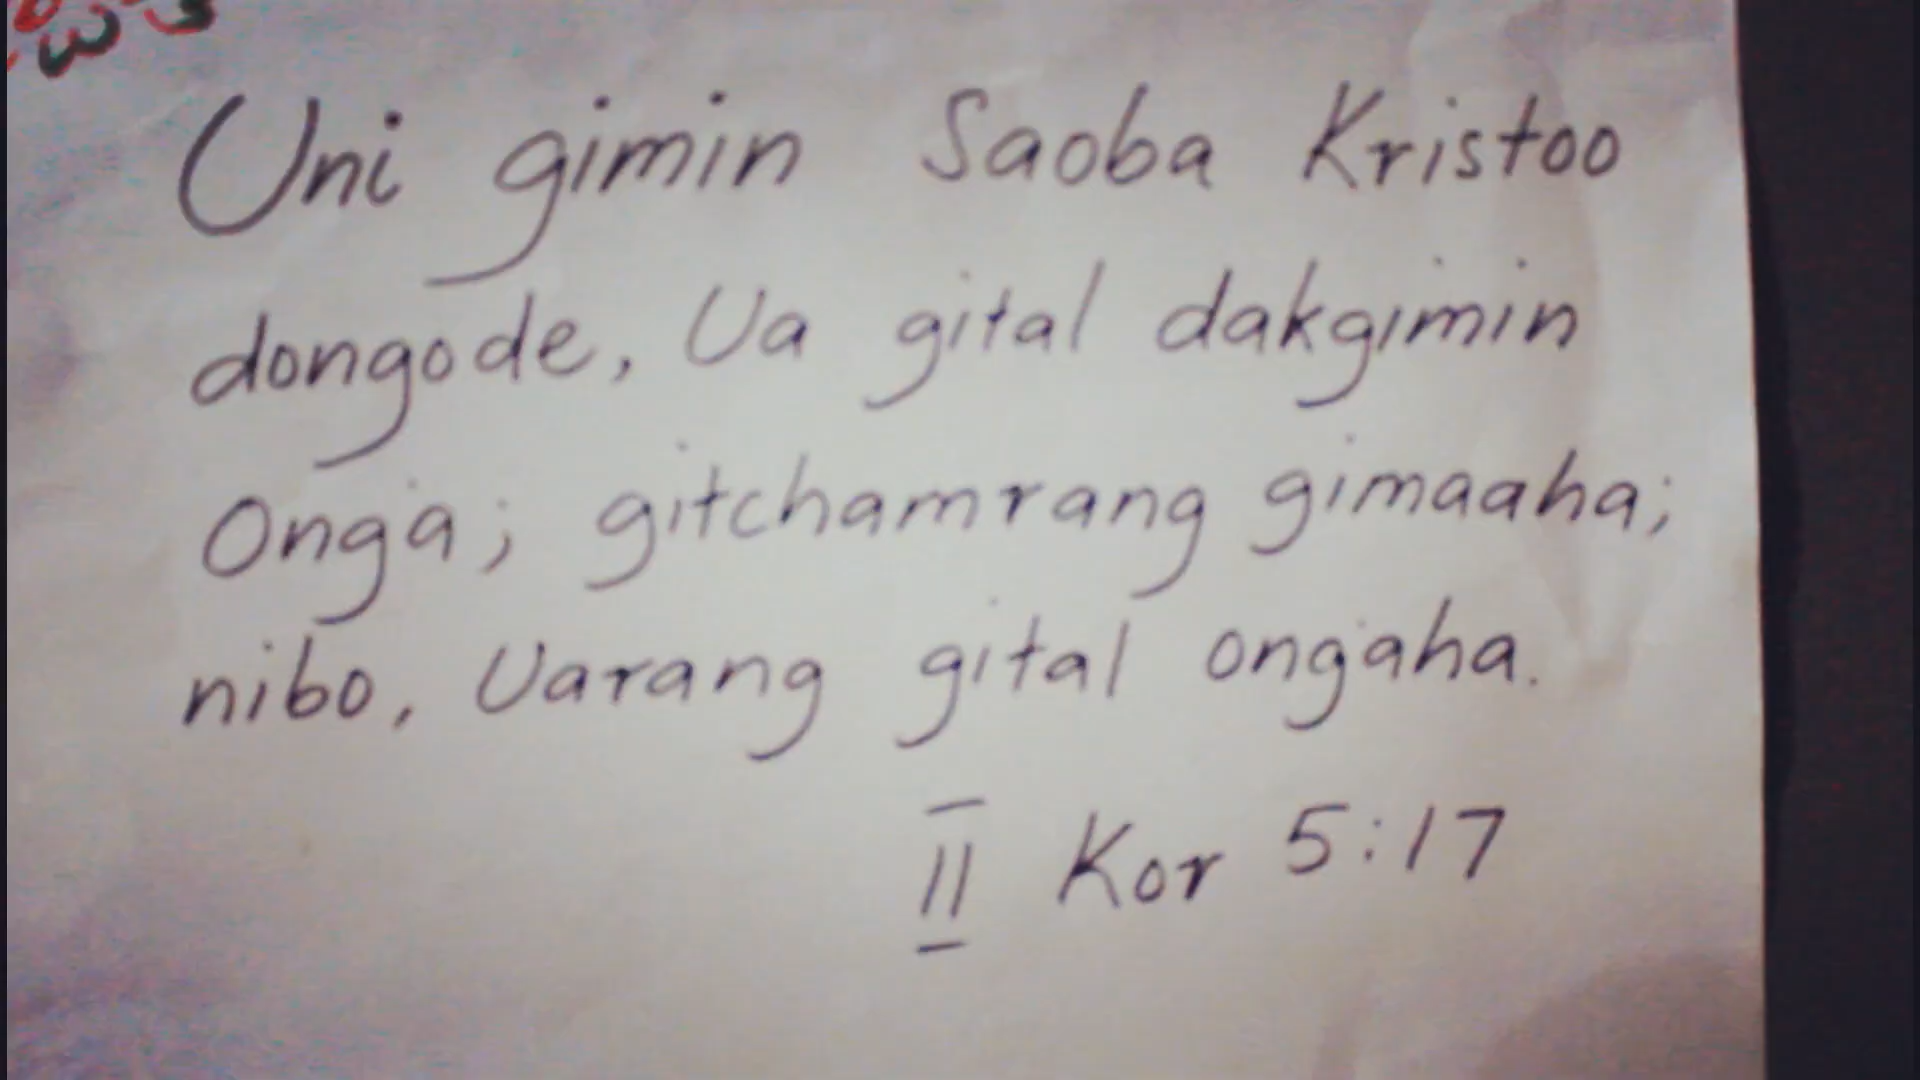 Uni gimin Saoba Kristoo
dongode, Ua gital dakgimin
Onga; gitchamrang gimaaha;
nibo, Uarang gital ongaha.
II Kor 5:17